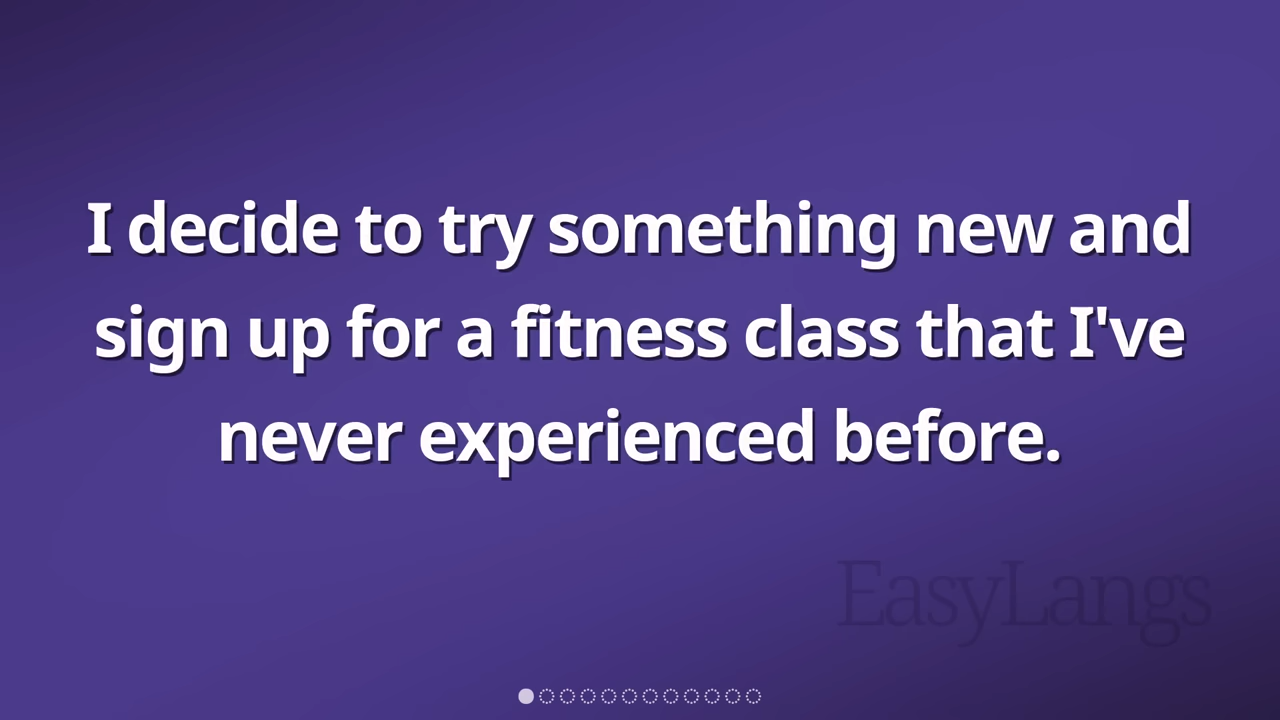 I decide to try something new and
sign up for a fitness class that I've
never experienced before.
EasyLangs